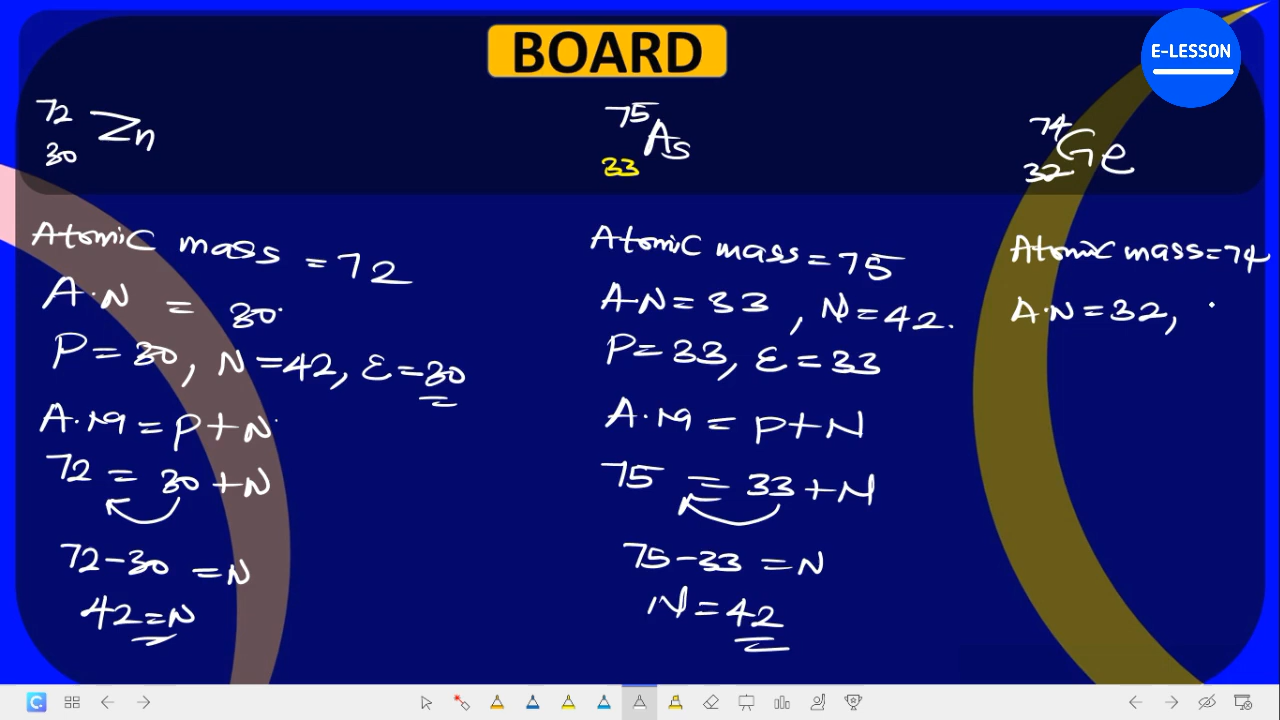 BOARD
E-LESSON
72
30 Zn
Atomic mass = 72
A.N = 30
P = 30, N = 42, E = 30
A.M = P + N
72 = 30 + N
72 - 30 = N
42 = N
75
33 As
Atomic mass = 75
A.N = 33, N = 42.
P = 33, E = 33
A.M = P + N
75 = 33 + N
75 - 33 = N
N = 42
74
32 Ge
Atomic mass = 74
A.N = 32,